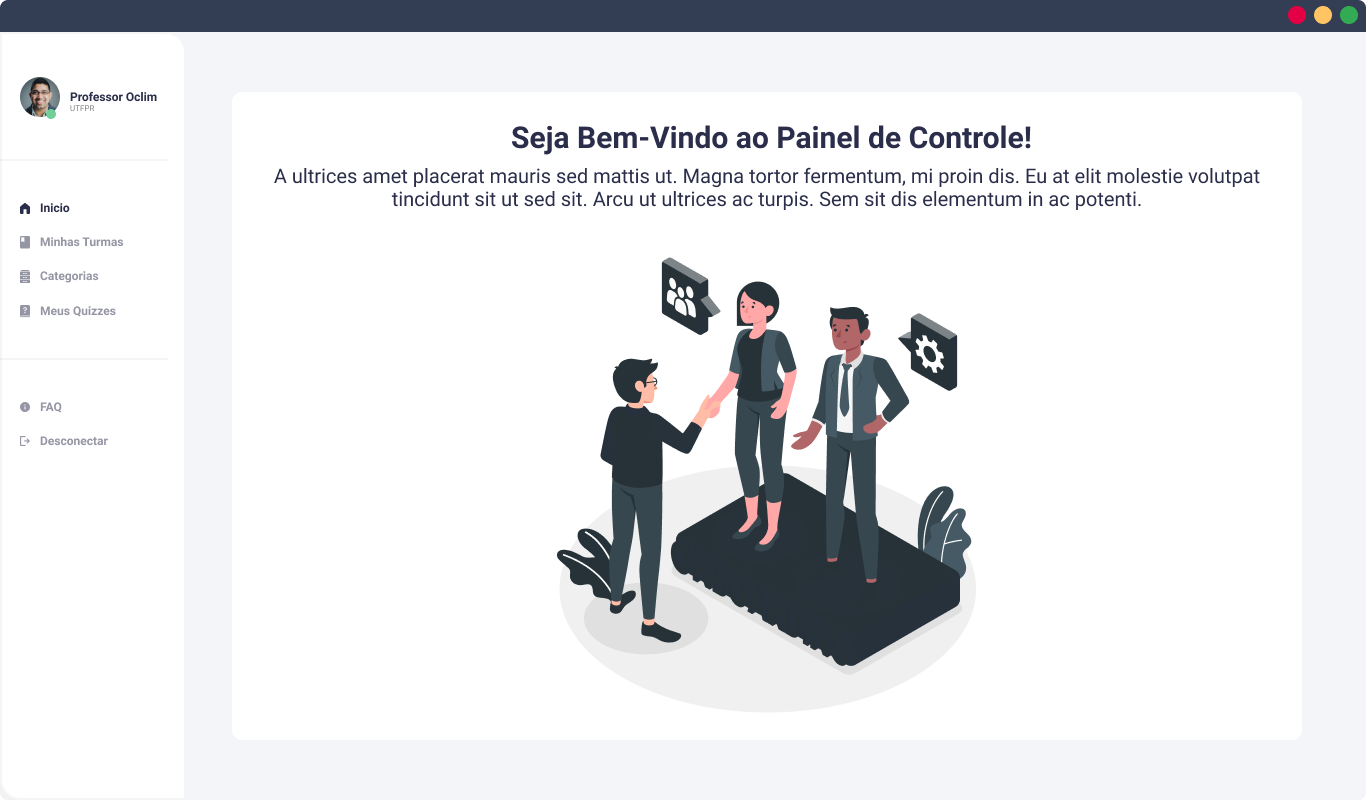 Professor Oclim
UTFPR
Inicio
Minhas Turmas
Categorias
Meus Quizzes
FAQ
Desconectar
Seja Bem-Vindo ao Painel de Controle!
A ultrices amet placerat mauris sed mattis ut. Magna tortor fermentum, mi proin dis. Eu at elit molestie volutpat
tincidunt sit ut sed sit. Arcu ut ultrices ac turpis. Sem sit dis elementum in ac potenti.